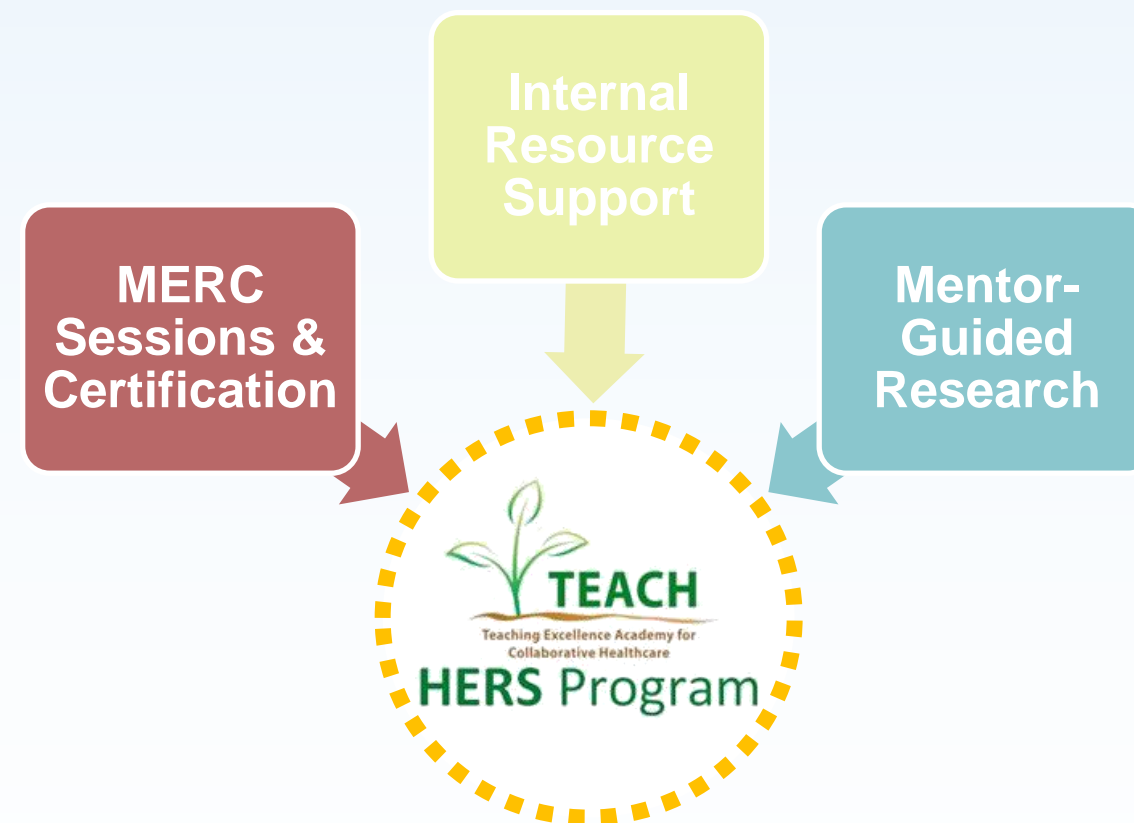 Internal
Resource
Support
MERC
Sessions &
Certification
Mentor-
Guided
Research
TEACH
Teaching Excellence Academy for
Collaborative Healthcare
HERS Program